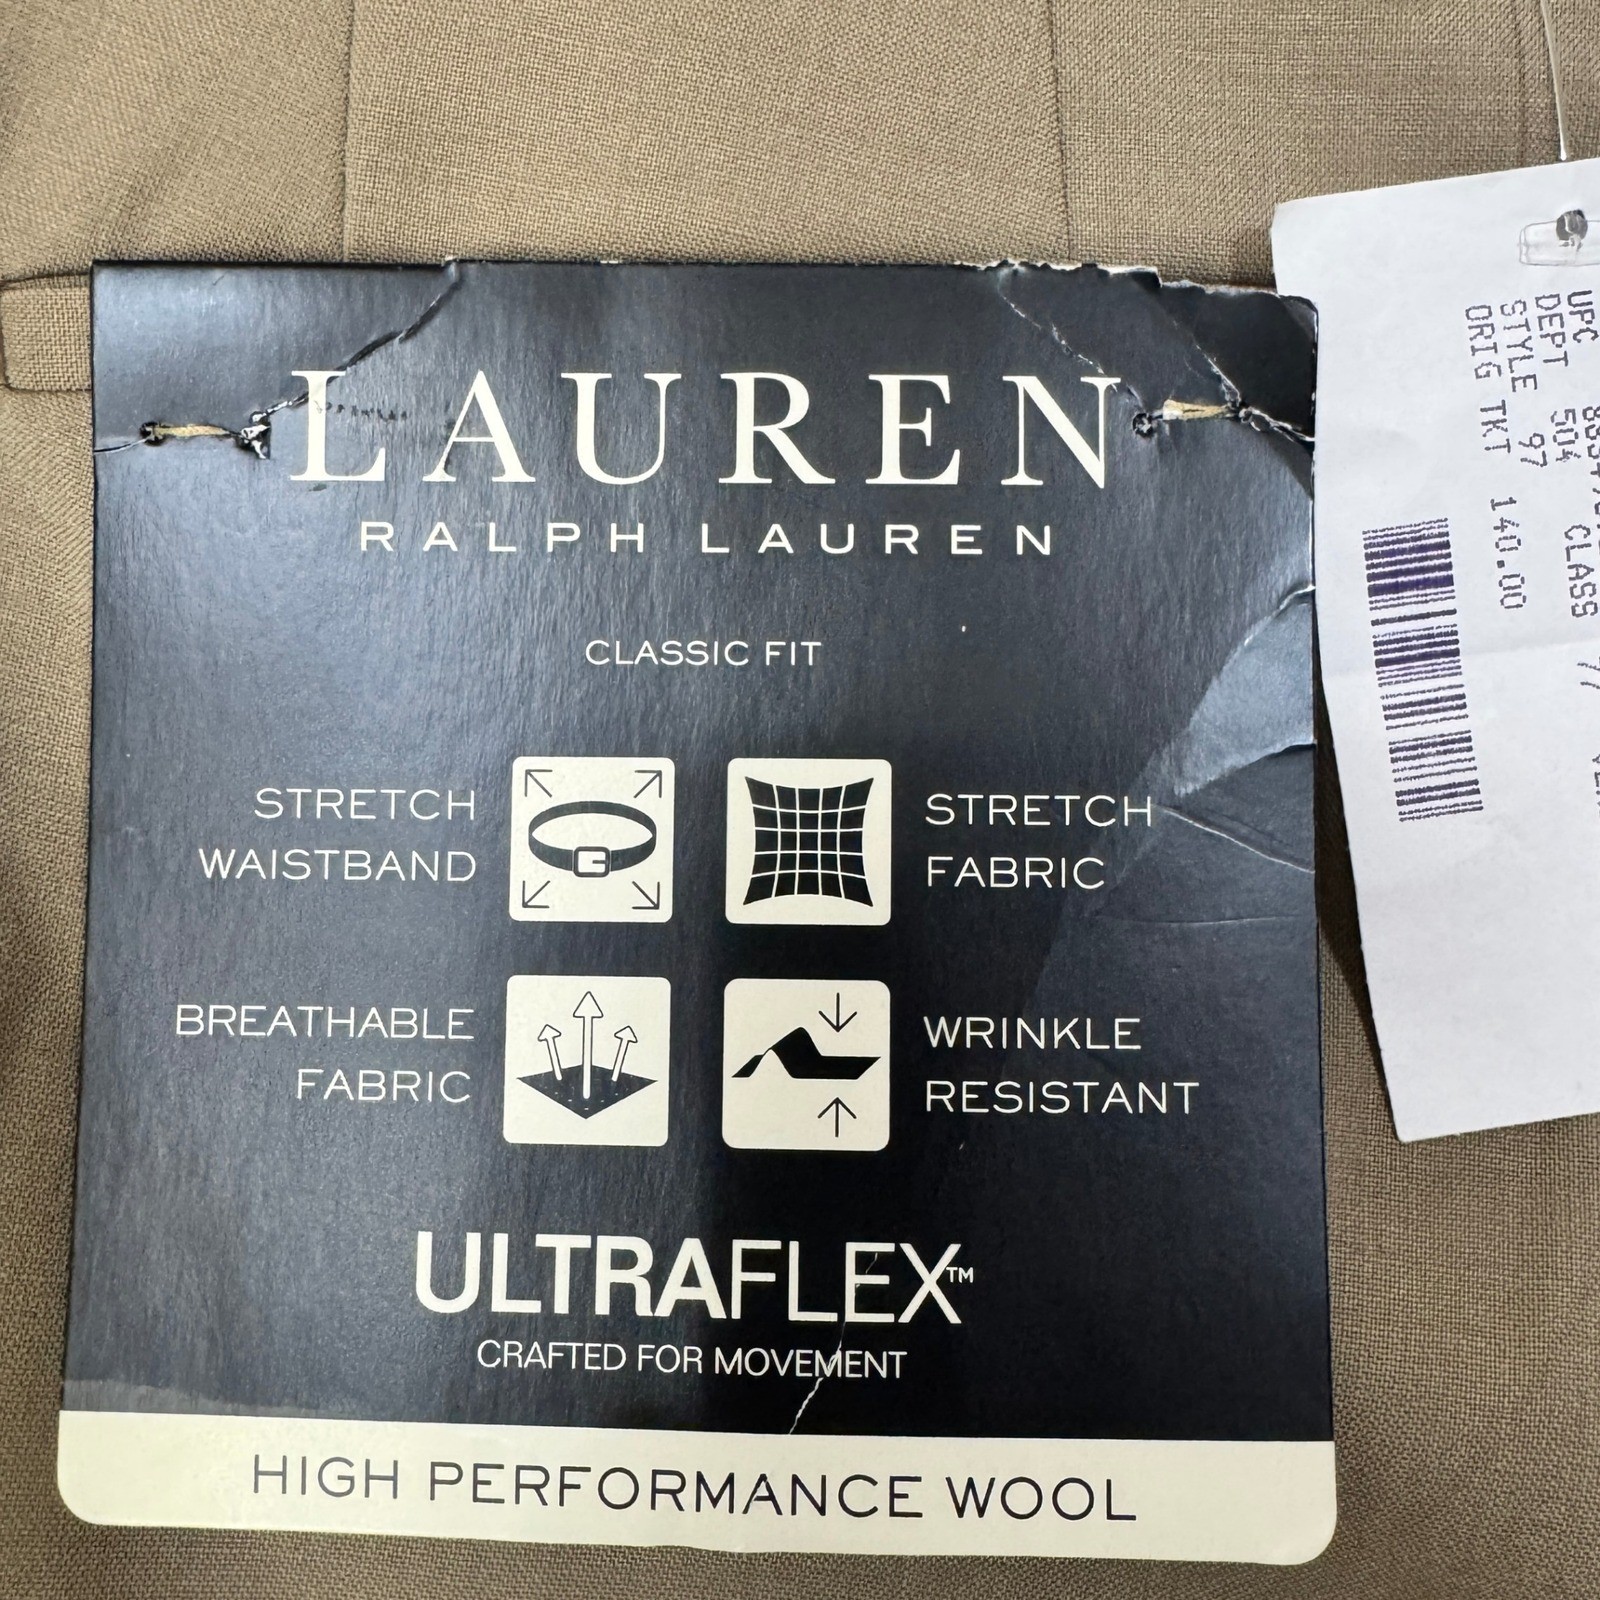 LAUREN
RALPH LAUREN
CLASSIC FIT
STRETCH
WAISTBAND
STRETCH
FABRIC
BREATHABLE
FABRIC
WRINKLE
RESISTANT
ULTRAFLEX™
CRAFTED FOR MOVEMENT
HIGH PERFORMANCE WOOL
UPC
DEPT 504 CLASS
STYLE 97
ORIG TKT 140.00